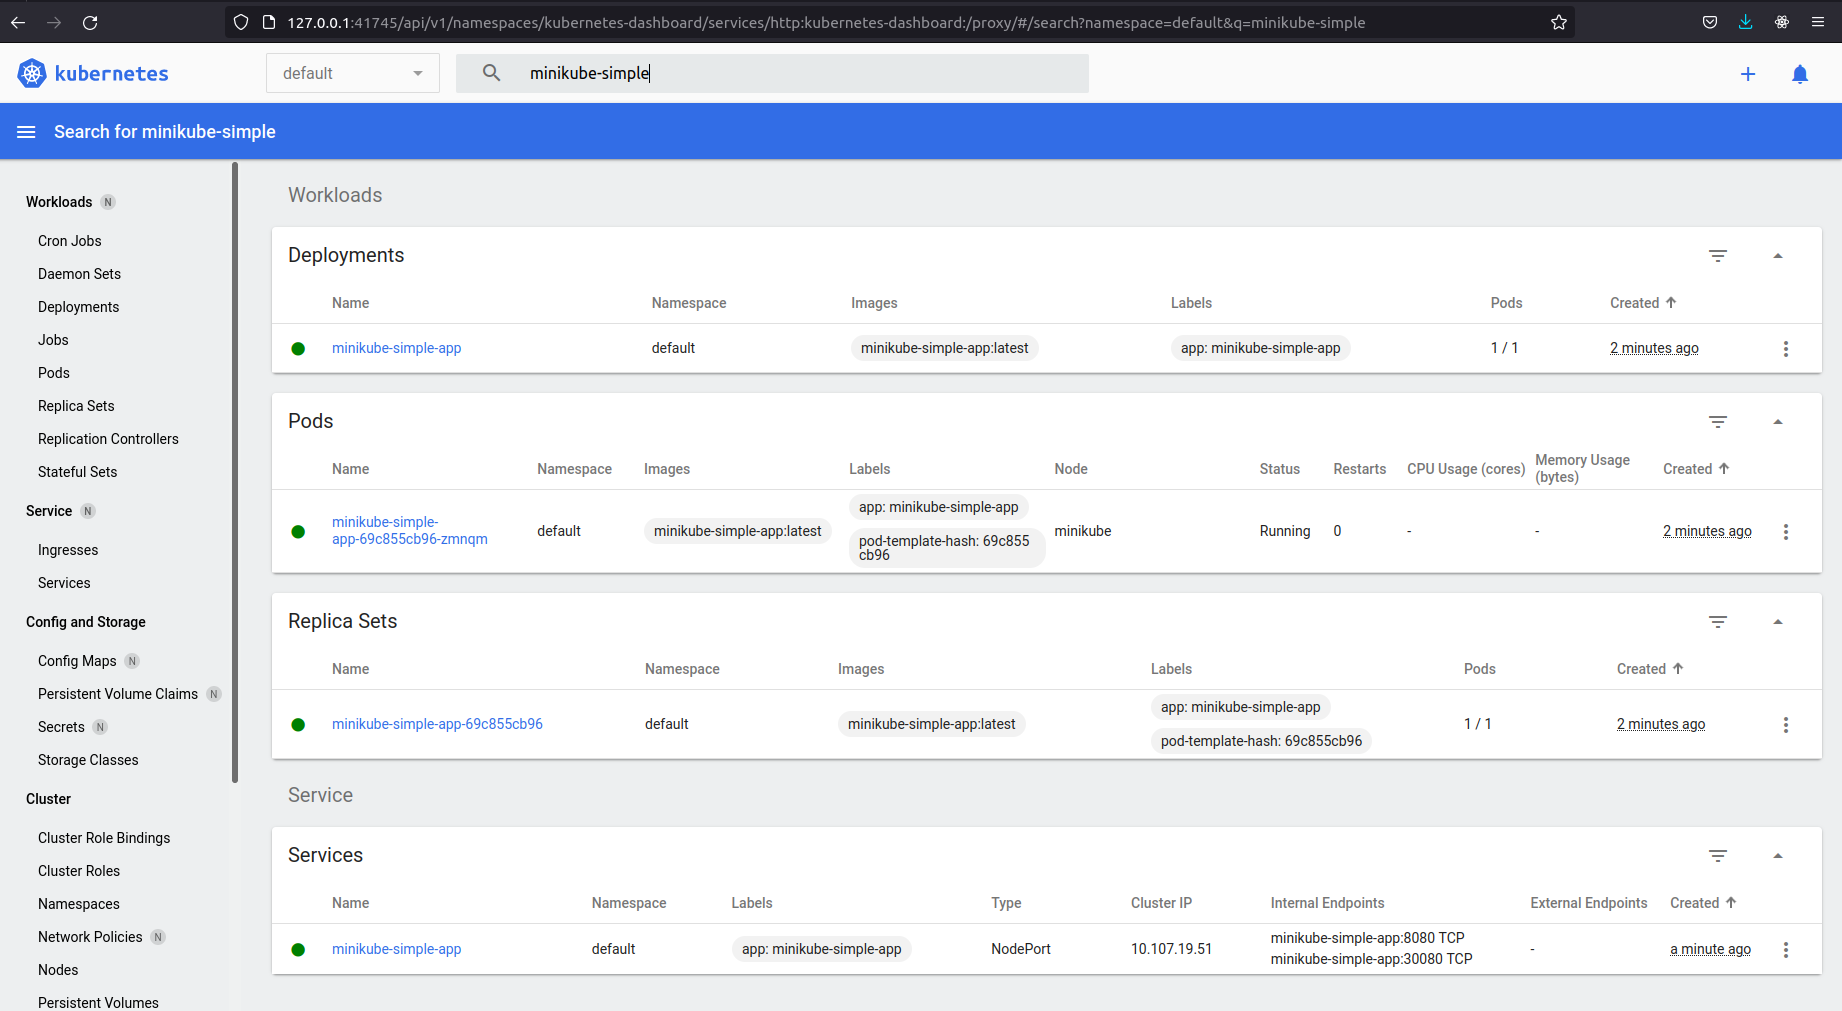 127.0.0.1:41745/api/v1/namespaces/kubernetes-dashboard/services/http:kubernetes-dashboard:/proxy/#/search?namespace=default&q=minikube-simple
kubernetes
default
minikube-simple
Search for minikube-simple
Workloads N
Cron Jobs
Daemon Sets
Deployments
Jobs
Pods
Replica Sets
Replication Controllers
Stateful Sets
Service N
Ingresses
Services
Config and Storage
Config Maps N
Persistent Volume Claims N
Secrets N
Storage Classes
Cluster
Cluster Role Bindings
Cluster Roles
Namespaces
Network Policies N
Nodes
Persistent Volumes
Workloads
Deployments
Name Namespace Images Labels Pods Created
minikube-simple-app default minikube-simple-app:latest app: minikube-simple-app 1 / 1 2 minutes ago
Pods
Name Namespace Images Labels Node Status Restarts CPU Usage (cores) Memory Usage (bytes) Created
minikube-simple-
app-69c855cb96-zmnqm default minikube-simple-app:latest app: minikube-simple-app
pod-template-hash: 69c855
cb96 minikube Running 0 - - 2 minutes ago
Replica Sets
Name Namespace Images Labels Pods Created
minikube-simple-app-69c855cb96 default minikube-simple-app:latest app: minikube-simple-app
pod-template-hash: 69c855cb96 1 / 1 2 minutes ago
Service
Services
Name Namespace Labels Type Cluster IP Internal Endpoints External Endpoints Created
minikube-simple-app default app: minikube-simple-app NodePort 10.107.19.51 minikube-simple-app:8080 TCP
minikube-simple-app:30080 TCP - a minute ago